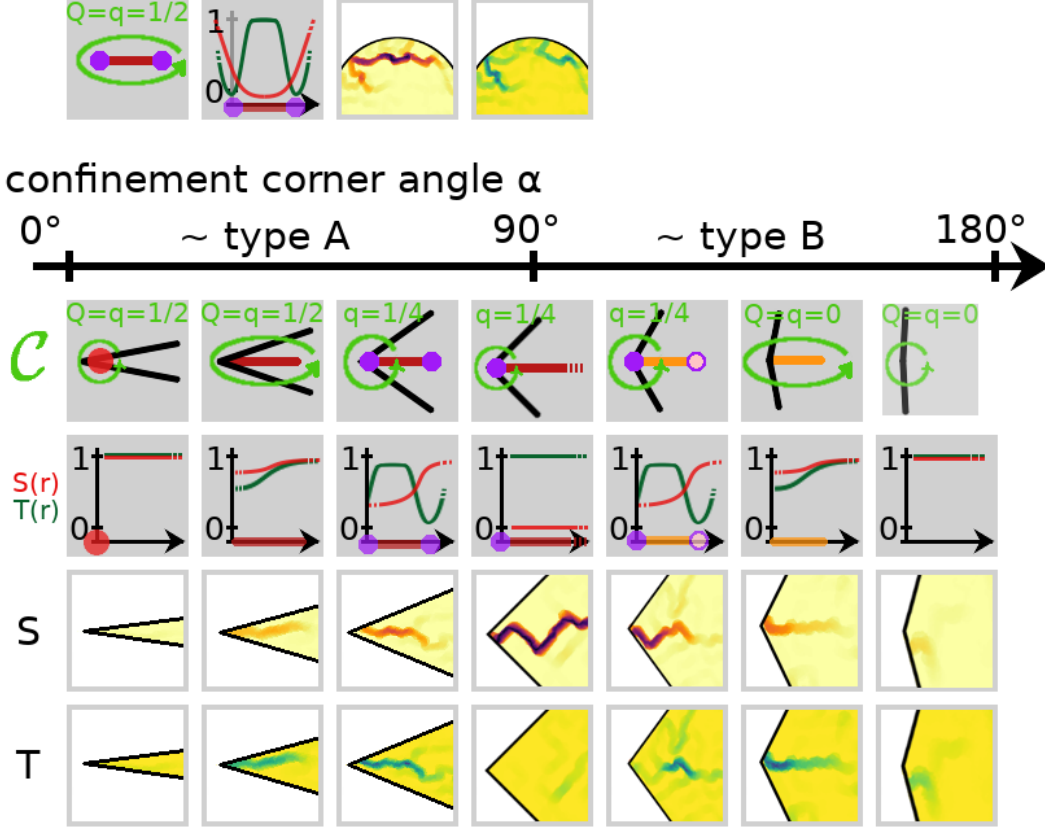 Q=q=1/2
1
0
confinement corner angle α
0° ~ type A 90° ~ type B 180°
C Q=q=1/2 Q=q=1/2 q=1/4 q=1/4 q=1/4 Q=q=0 Q=q=0
1 1 1 1 1 1 1
S(r)
T(r)
0 0 0 0 0 0 0
S
T